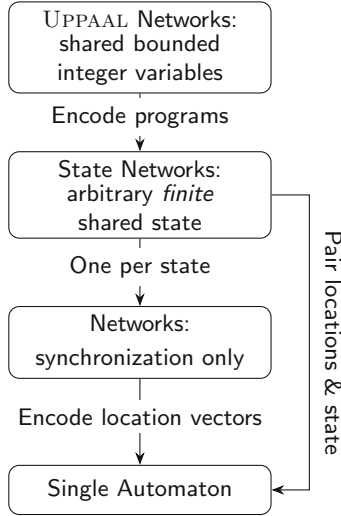 UPPAAL Networks:
shared bounded
integer variables
Encode programs
State Networks:
arbitrary finite
shared state
One per state
Pair locations & state
Networks:
synchronization only
Encode location vectors
Single Automaton